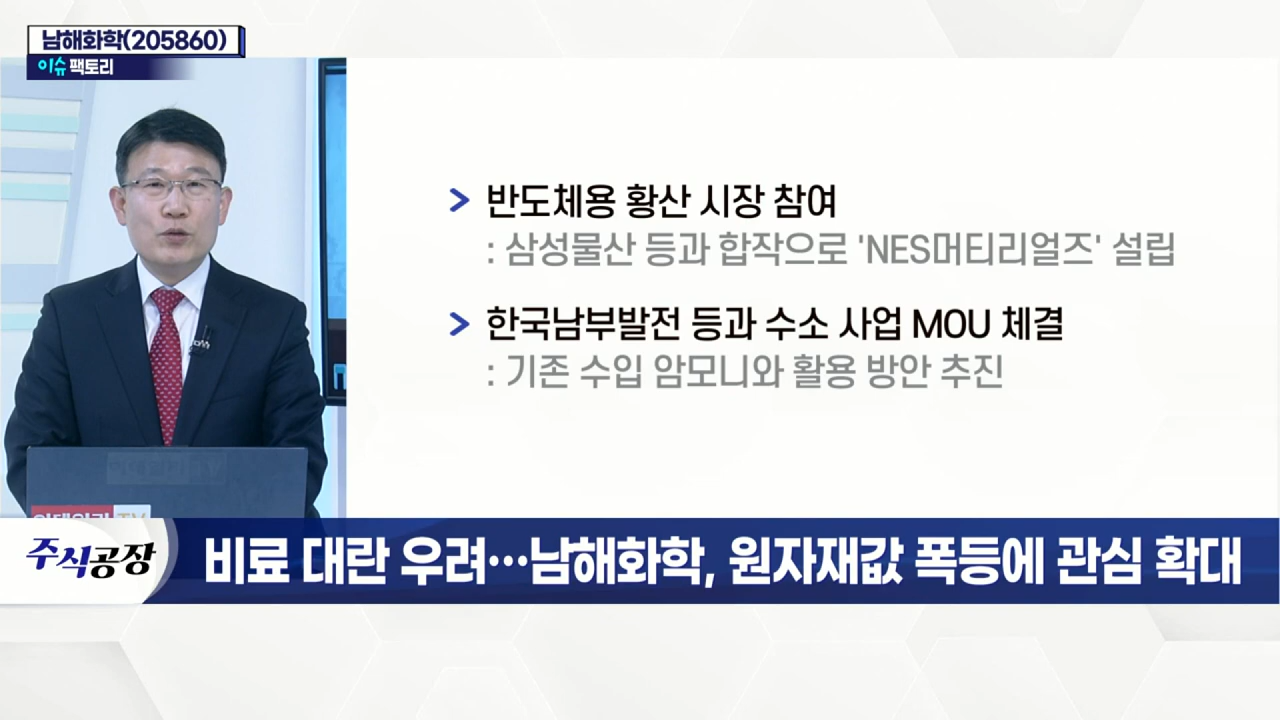 남해화학(205860)
이슈 팩토리
> 반도체용 황산 시장 참여
: 삼성물산 등과 합작으로 'NES머티리얼즈' 설립
> 한국남부발전 등과 수소 사업 MOU 체결
: 기존 수입 암모니와 활용 방안 추진
주식공장
비료 대란 우려…남해화학, 원자재값 폭등에 관심 확대